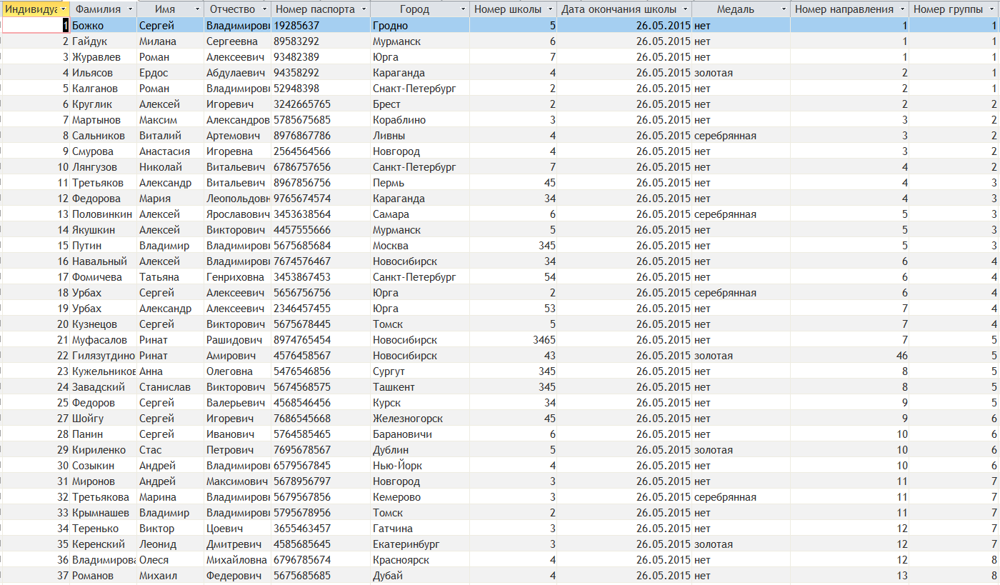 Индивиду Фамилия Имя Отчество Номер паспорта Город Номер школы Дата окончания школы Медаль Номер направления Номер группы
1 Божко Сергей Владимиров 19285637 Гродно 5 26.05.2015 нет 1 1
2 Гайдук Милана Сергеевна 89583292 Мурманск 6 26.05.2015 нет 1 1
3 Журавлев Роман Алексеевич 93482389 Юрга 7 26.05.2015 нет 1 1
4 Ильясов Ердос Абдулаевич 94358292 Караганда 4 26.05.2015 золотая 2 1
5 Калганов Роман Владимиров 52948398 Снакт-Петербург 2 26.05.2015 нет 2 1
6 Круглик Алексей Игоревич 3242665765 Брест 2 26.05.2015 нет 2 2
7 Мартынов Максим Александров 5785675685 Кораблино 3 26.05.2015 нет 3 2
8 Сальников Виталий Артемович 8976867786 Ливны 4 26.05.2015 серебрянная 3 2
9 Смурова Анастасия Игоревна 2564564566 Новгород 4 26.05.2015 нет 3 2
10 Лянгузов Николай Витальевич 6786757656 Санкт-Петербург 7 26.05.2015 нет 4 2
11 Третьяков Александр Витальевич 8967856756 Пермь 45 26.05.2015 нет 4 3
12 Федорова Мария Леопольдовн 9765674574 Караганда 34 26.05.2015 нет 4 3
13 Половинкин Алексей Ярославович 3453638564 Самара 6 26.05.2015 серебрянная 5 3
14 Якушкин Алексей Викторович 4457555666 Мурманск 5 26.05.2015 нет 5 3
15 Путин Владимир Владимиров 5675685684 Москва 345 26.05.2015 нет 5 3
16 Навальный Алексей Владимиров 7674576467 Новосибирск 34 26.05.2015 нет 6 4
17 Фомичева Татьяна Генриховна 3453867453 Санкт-Петербург 54 26.05.2015 нет 6 4
18 Урбах Сергей Алексеевич 5656756756 Юрга 2 26.05.2015 серебрянная 6 4
19 Урбах Александр Алексеевич 2346457455 Юрга 53 26.05.2015 нет 7 4
20 Кузнецов Сергей Викторович 5675678445 Томск 5 26.05.2015 нет 7 4
21 Муфасалов Ринат Рашидович 8974765454 Новосибирск 3465 26.05.2015 нет 7 5
22 Гилязутдино Ринат Амирович 4576458567 Новосибирск 43 26.05.2015 золотая 46 5
23 Кужельников Анна Олеговна 5476546856 Сургут 345 26.05.2015 нет 8 5
24 Завадский Станислав Викторович 5674568575 Ташкент 345 26.05.2015 нет 8 5
25 Федоров Сергей Валерьевич 4568546456 Курск 34 26.05.2015 нет 9 5
27 Шойгу Сергей Игоревич 7686545668 Железногорск 45 26.05.2015 нет 9 6
28 Панин Сергей Иванович 5764585465 Барановичи 6 26.05.2015 нет 10 6
29 Кириленко Стас Петрович 7695678567 Дублин 5 26.05.2015 золотая 10 6
30 Созыкин Андрей Владимиров 6579567845 Нью-Йорк 4 26.05.2015 нет 10 6
31 Миронов Андрей Максимович 5678956797 Новгород 3 26.05.2015 нет 11 7
32 Третьякова Марина Владимиров 5679567856 Кемерово 3 26.05.2015 серебрянная 11 7
33 Крымнашев Владимир Владимиров 5795678956 Томск 2 26.05.2015 нет 11 7
34 Теренько Виктор Цоевич 3655463457 Гатчина 3 26.05.2015 нет 12 7
35 Керенский Леонид Дмитревич 4585685645 Екатеринбург 3 26.05.2015 золотая 12 7
36 Владимирова Олеся Михайловна 6796785674 Красноярск 4 26.05.2015 нет 12 8
37 Романов Михаил Федерович 5675685685 Дубай 4 26.05.2015 нет 13 8